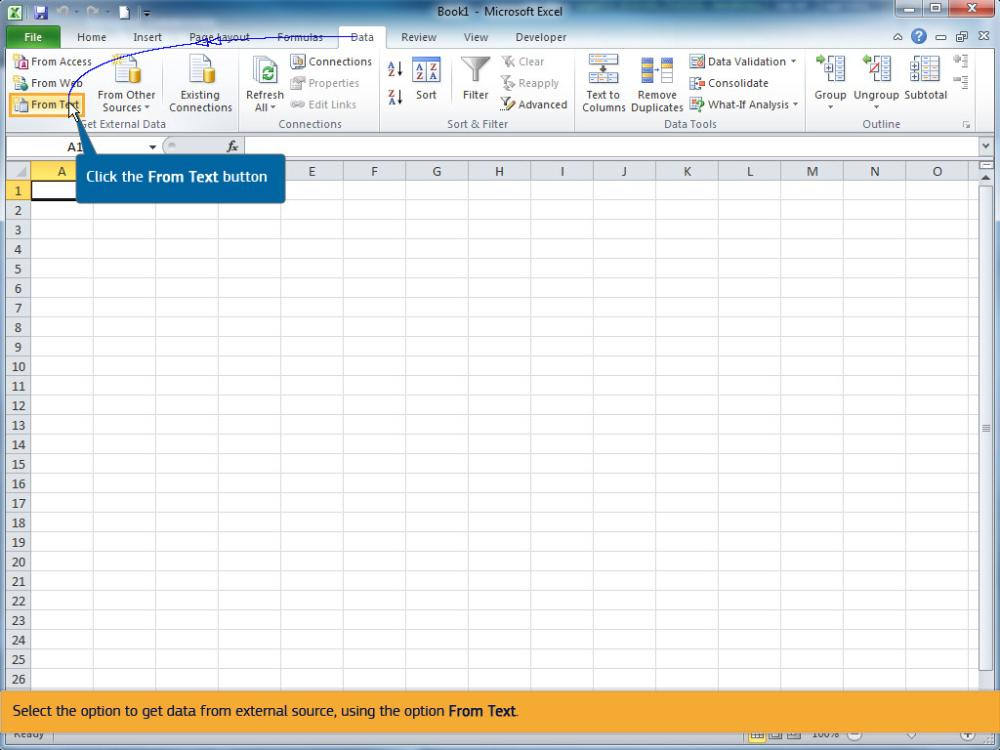 Book1 - Microsoft Excel
File Home Insert Page Layout Formulas Data Review View Developer
From Access
From Web
From Text
From Other Sources
Existing Connections
Get External Data
Refresh All
Connections
Properties
Edit Links
Connections
A Z
Z A
Sort
Filter
Clear
Reapply
Advanced
Sort & Filter
Text to Columns
Remove Duplicates
Data Validation
Consolidate
What-If Analysis
Data Tools
Group
Ungroup
Subtotal
Outline
A1 fx
Click the From Text button
A E F G H I J K L M N O
1
2
3
4
5
6
7
8
9
10
11
12
13
14
15
16
17
18
19
20
21
22
23
24
25
26
Select the option to get data from external source, using the option From Text.
Ready 100%